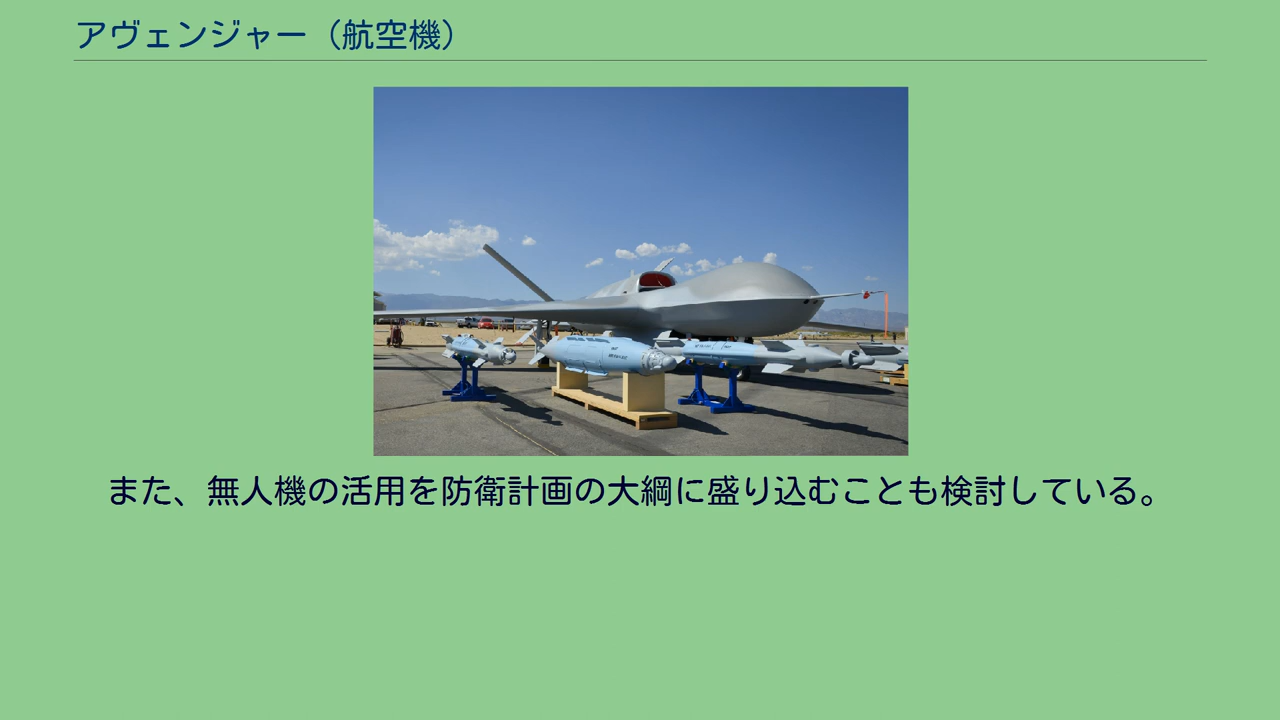 アヴェンジャー（航空機）
また、無人機の活用を防衛計画の大綱に盛り込むことも検討している。